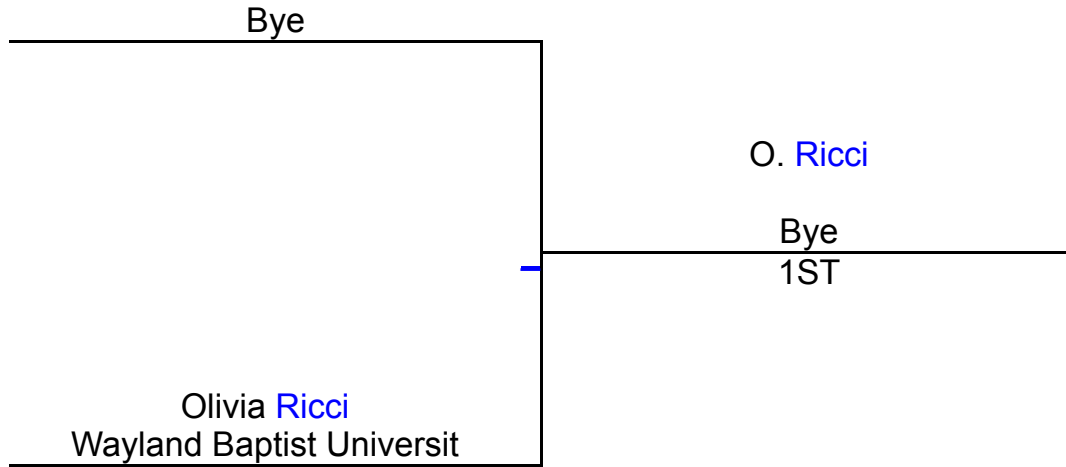 Bye
O. Ricci
Bye
1ST
Olivia Ricci
Wayland Baptist Universit